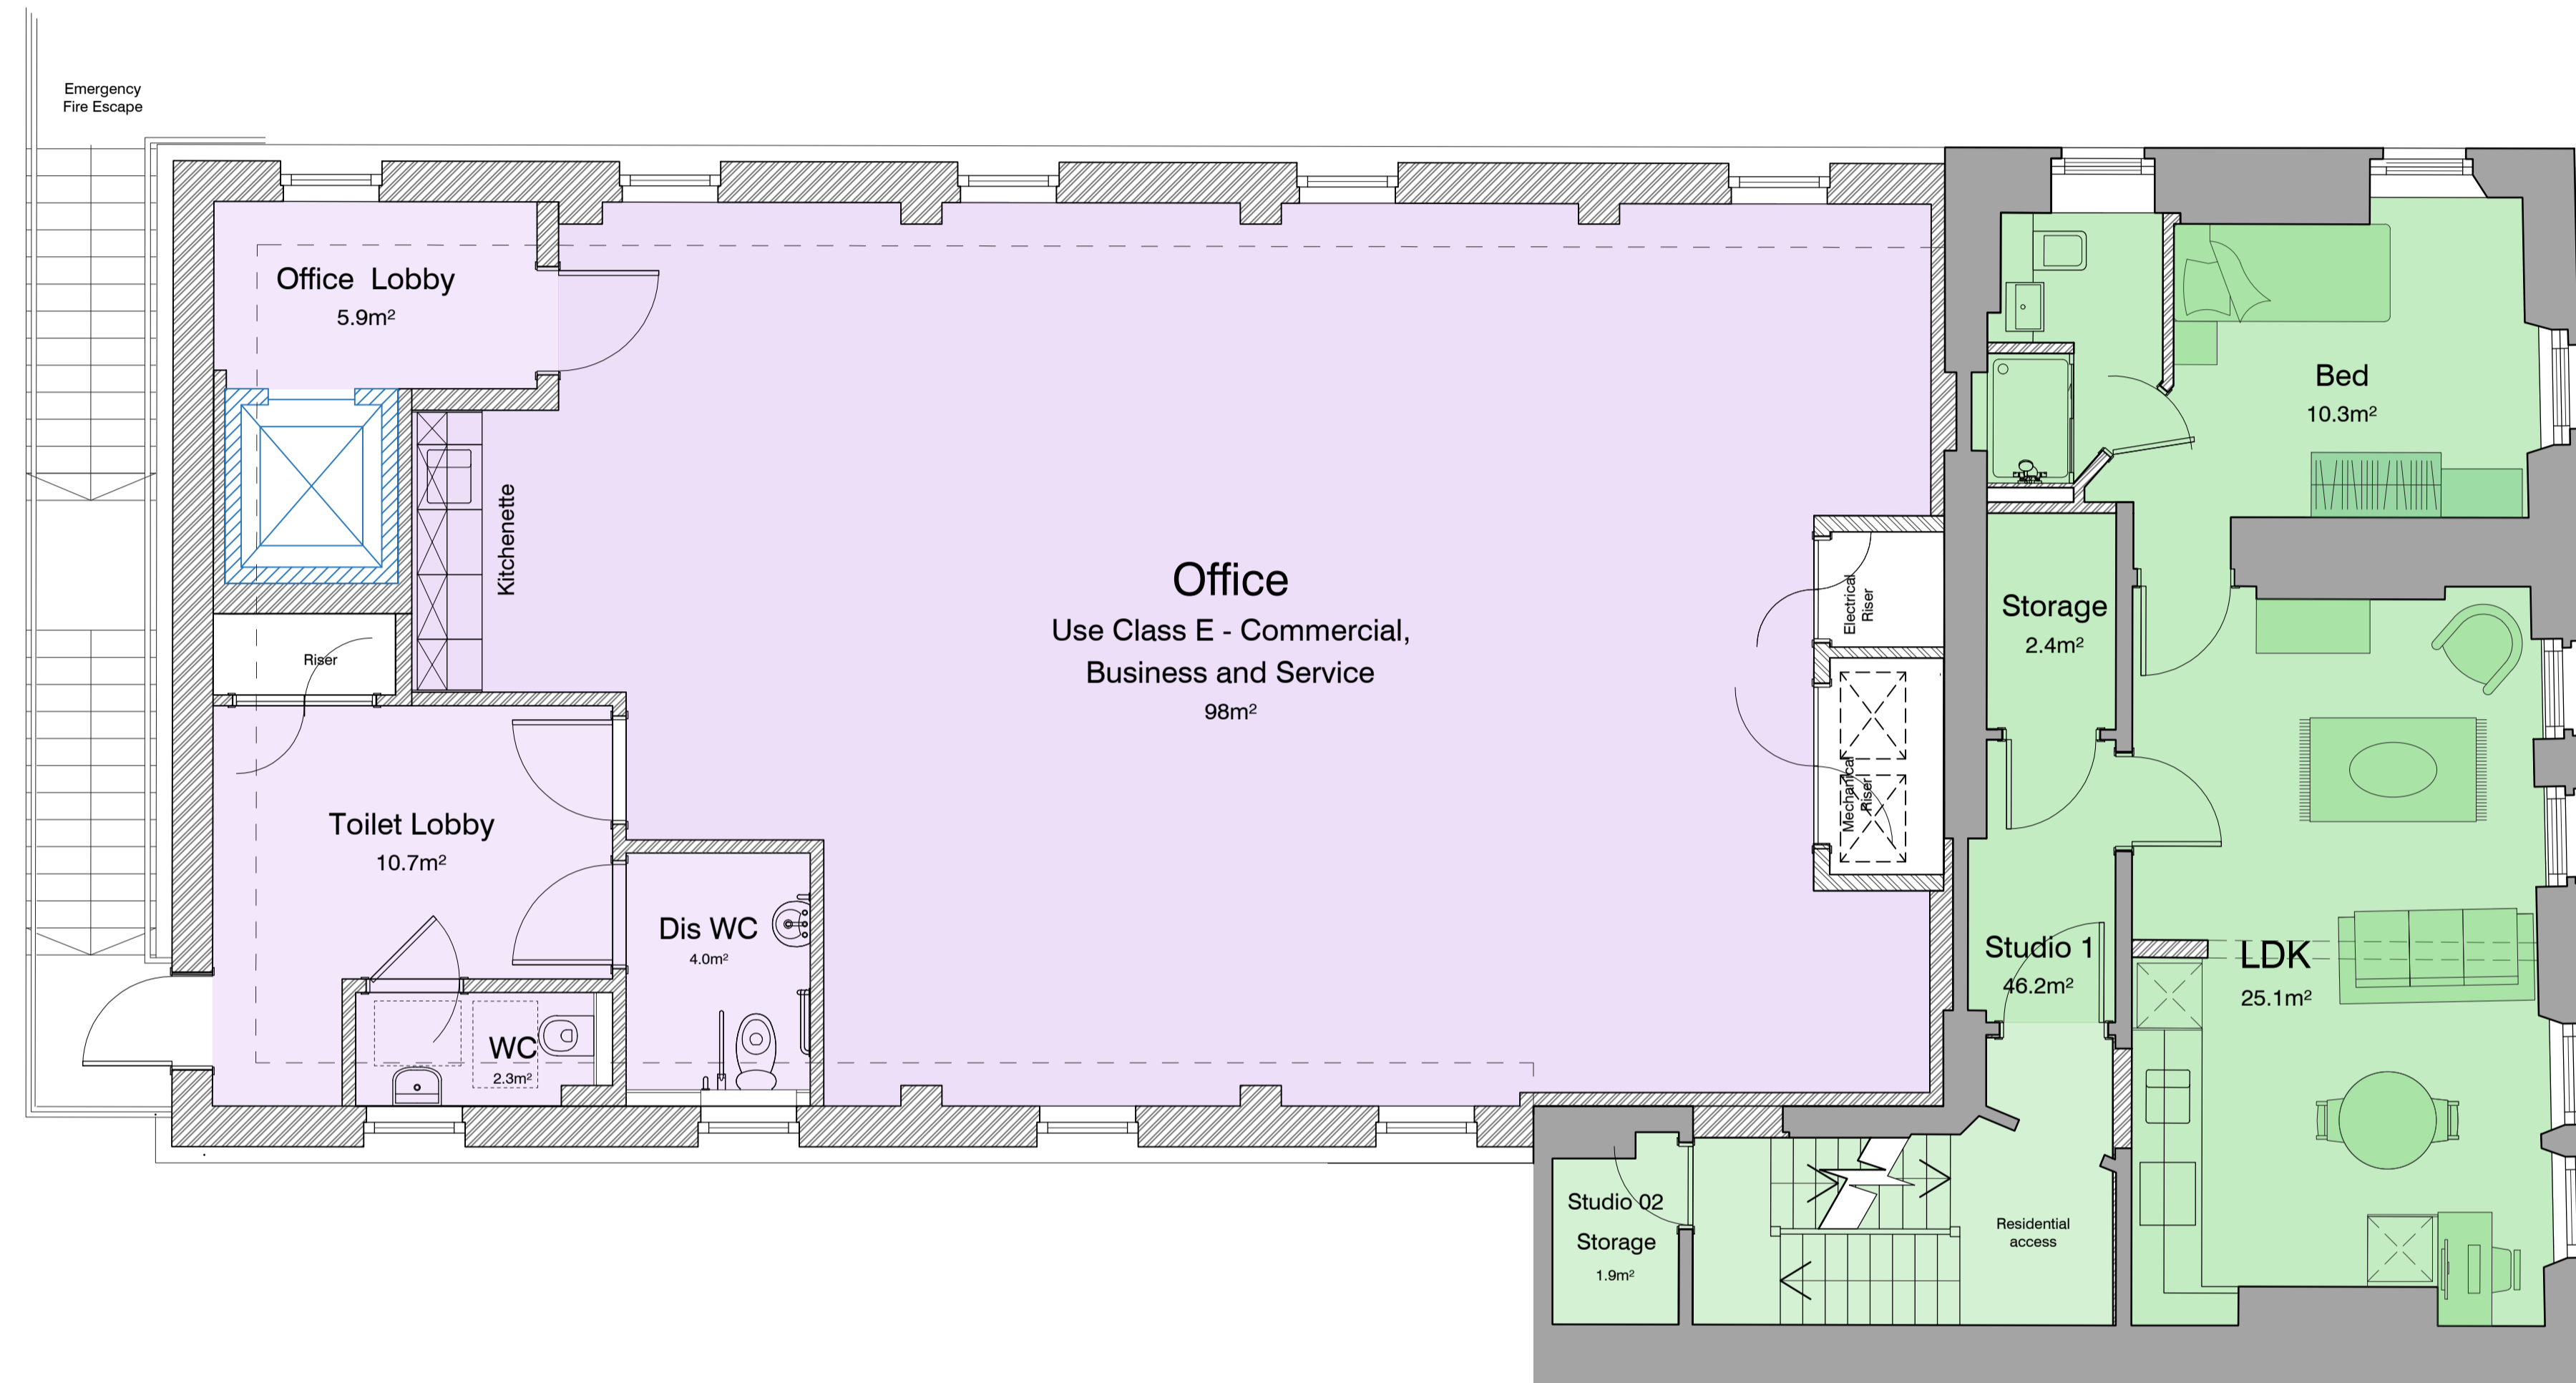 Emergency
Fire Escape
Office Lobby
5.9m²
Kitchenette
Riser
Toilet Lobby
10.7m²
WC
2.3m²
Dis WC
4.0m²
Office
Use Class E - Commercial,
Business and Service
98m²
Electrical
Riser
Mechanical
Riser
Bed
10.3m²
Storage
2.4m²
Studio 1
46.2m²
LDK
25.1m²
Studio 02
Storage
1.9m²
Residential
access